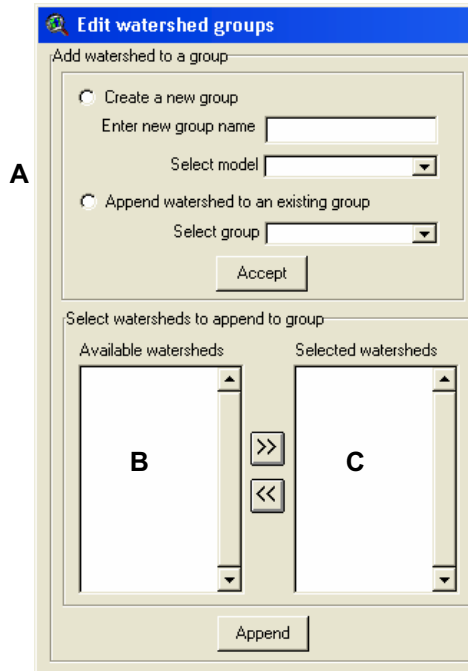 Edit watershed groups
Add watershed to a group
Create a new group
Enter new group name
A
Select model
Append watershed to an existing group
Select group
Accept
Select watersheds to append to group
Available watersheds Selected watersheds
>>
B C
<<
Append